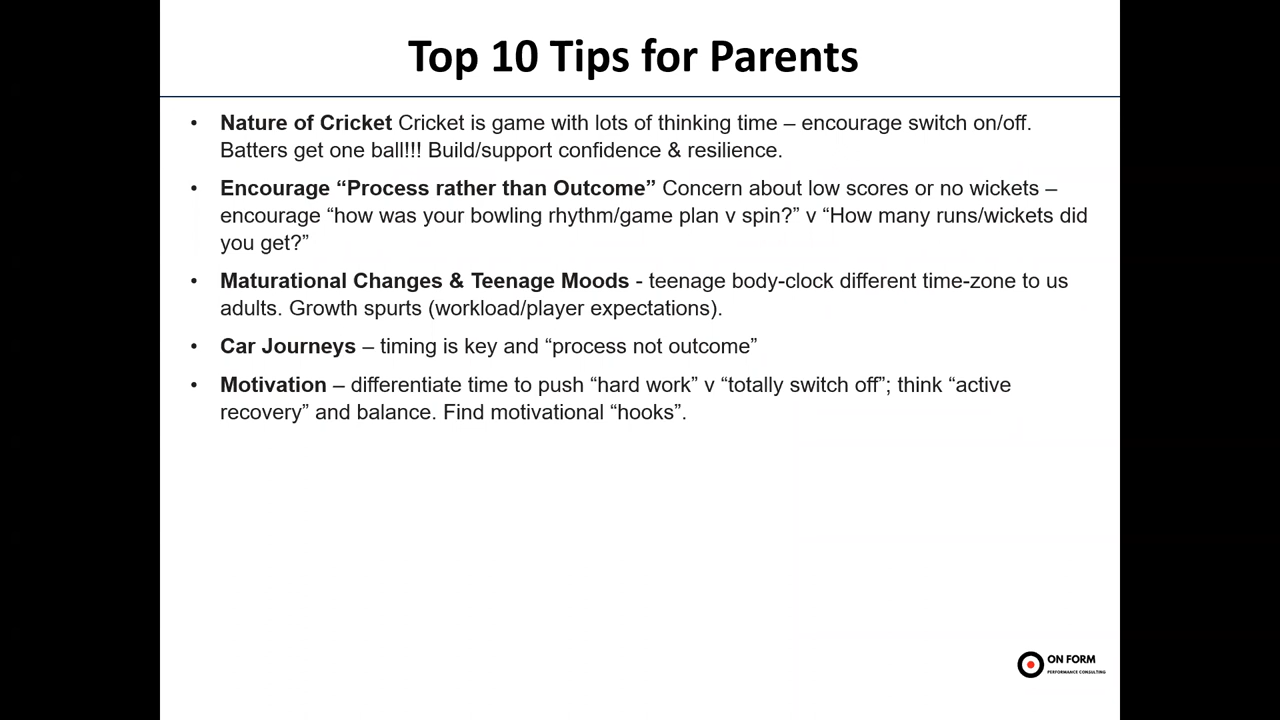 Top 10 Tips for Parents
• Nature of Cricket Cricket is game with lots of thinking time – encourage switch on/off.
Batters get one ball!!! Build/support confidence & resilience.
• Encourage “Process rather than Outcome” Concern about low scores or no wickets –
encourage “how was your bowling rhythm/game plan v spin?” v “How many runs/wickets did
you get?”
• Maturational Changes & Teenage Moods - teenage body-clock different time-zone to us
adults. Growth spurts (workload/player expectations).
• Car Journeys – timing is key and “process not outcome”
• Motivation – differentiate time to push “hard work” v “totally switch off”; think “active
recovery” and balance. Find motivational “hooks”.
ON FORM
PERFORMANCE CONSULTING